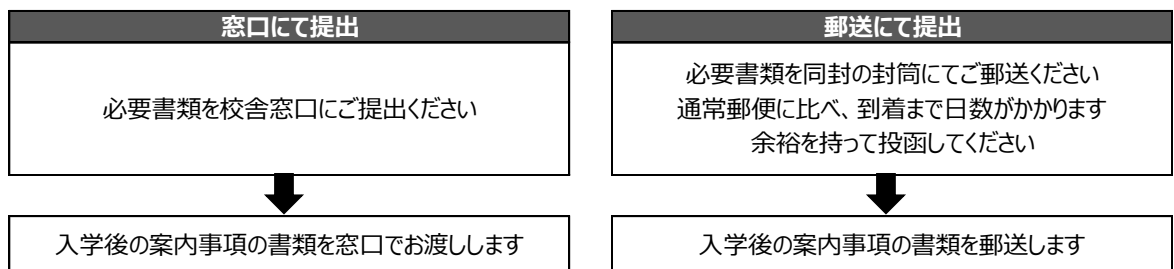 窓口にて提出
必要書類を校舎窓口にご提出ください
入学後の案内事項の書類を窓口でお渡しします
郵送にて提出
必要書類を同封の封筒にてご郵送ください
通常郵便に比べ、到着まで日数がかかります
余裕を持って投函してください
入学後の案内事項の書類を郵送します